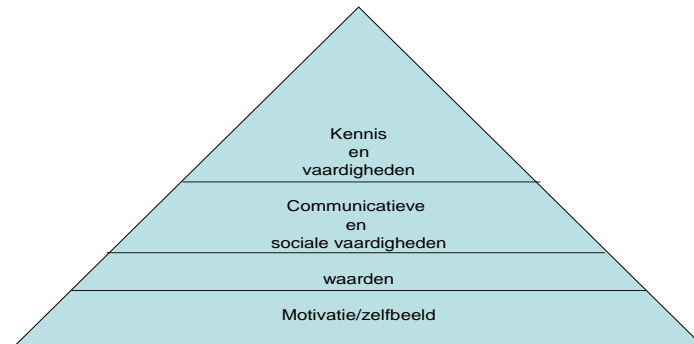 Kennis
en
vaardigheden
Communicatieve
en
sociale vaardigheden
waarden
Motivatie/zelfbeeld